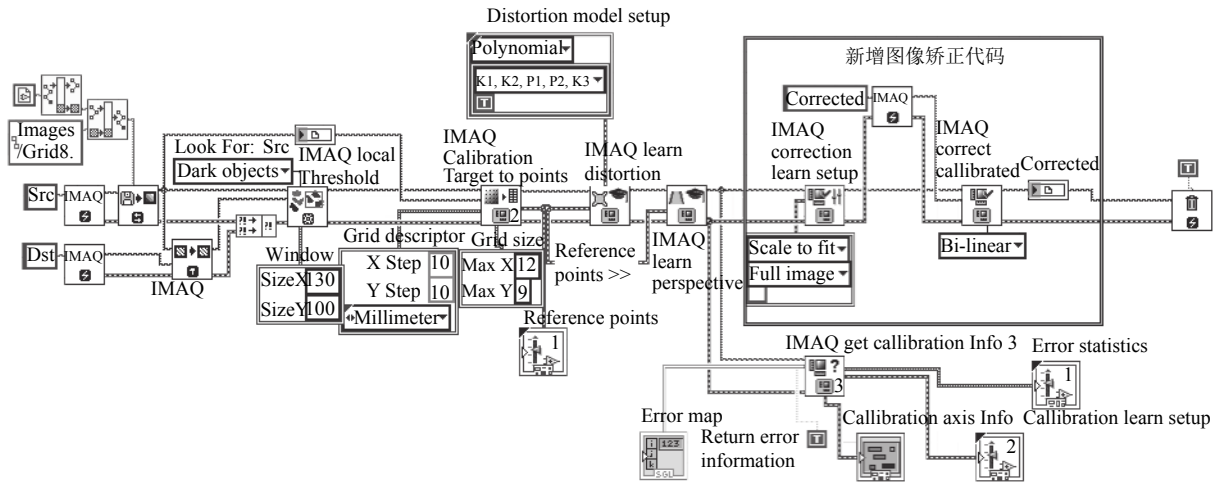 Distortion model setup
Polynomial
K1, K2, P1, P2, K3
T
新增图像矫正代码
Corrected
IMAQ
Images
/Grid8.
Look For: Src
Dark objects
IMAQ local
Threshold
IMAQ
Calibration
Target to points
2
IMAQ learn
distortion
IMAQ
correction
learn setup
IMAQ
correct
callibrated
Corrected
T
Src
IMAQ
Dst
IMAQ
IMAQ
Window
SizeX 130
SizeY 100
Grid descriptor
X Step 10
Y Step 10
Millimeter
Grid size
Max X 12
Max Y 9
Reference
points >>
IMAQ
learn
perspective
Scale to fit
Full image
Bi-linear
Reference points
1
IMAQ get callibration Info 3
?
3
Error statistics
1
Error map
i 123
j
k
SGL
Return error
information
T
Callibration axis Info
Calibration learn setup
2